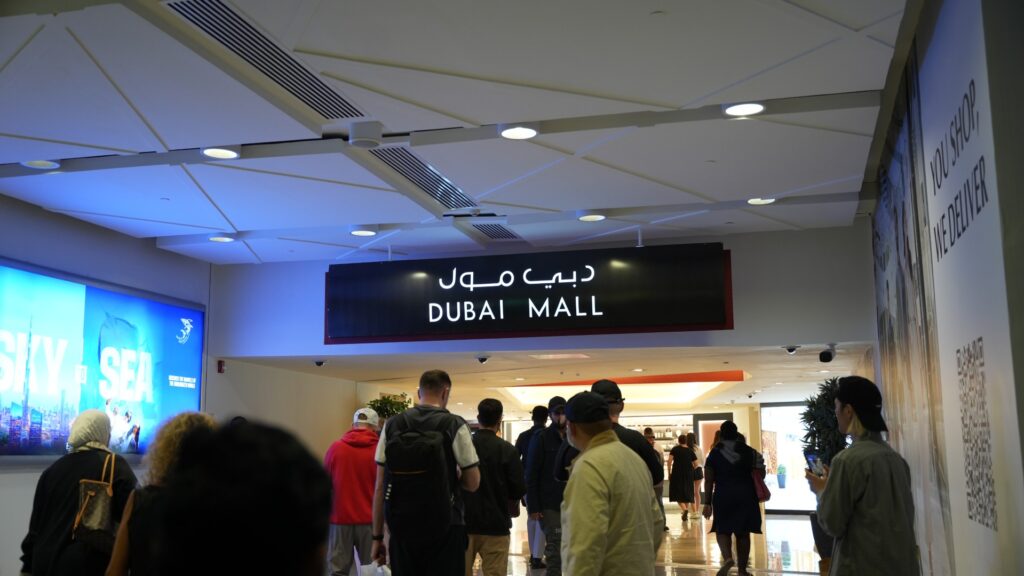 دبي مول
DUBAI MALL
SKY
SEA
YOU SHOP,
WE DELIVER